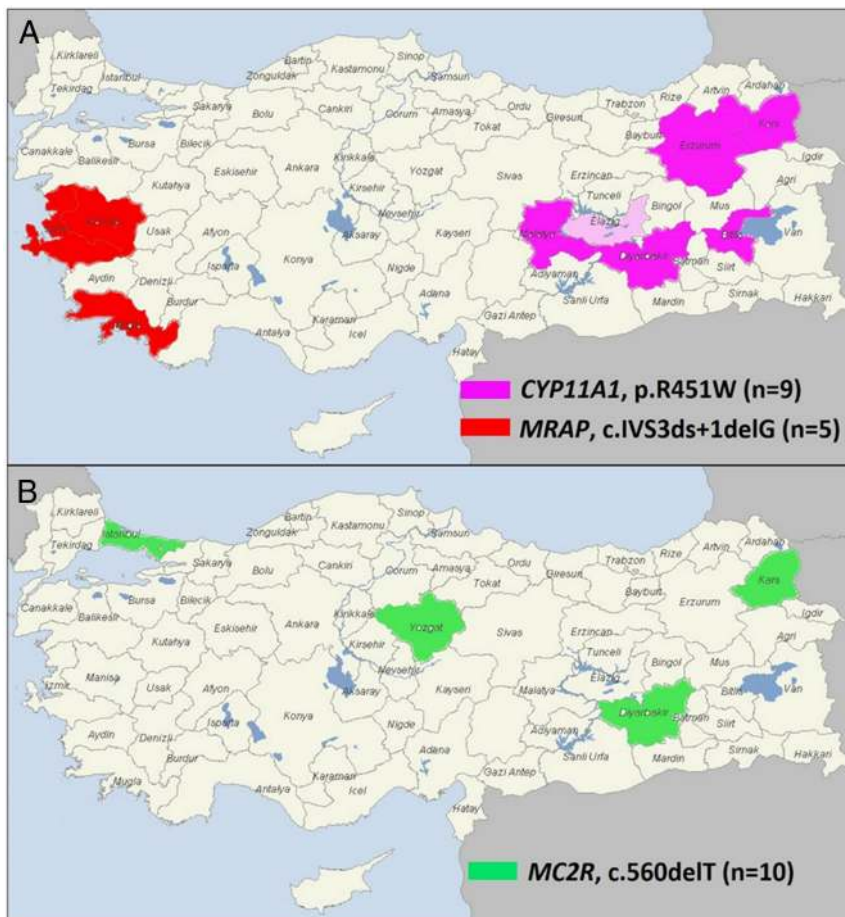 A
Kirklareli
Tekirdag
Istanbul
Canakkale
Balikesir
Bursa
Bilecik
Sakarya
Zonguldak
Bartin
Kastamonu
Sinop
Samsun
Bolu
Cankiri
Corum
Amasya
Tokat
Ordu
Giresun
Trabzon
Rize
Artvin
Ardahan
Kars
Erzurum
Igdir
Agri
Erzincan
Tunceli
Bingol
Mus
Elazig
Malatya
Diyarbakir
Batman
Bitlis
Van
Siirt
Sirnak
Hakkari
Mardin
Sanli Urfa
Adiyaman
Gazi Antep
Hatay
Adana
Kayseri
Sivas
Yozgat
Kirikkale
Kirsehir
Nevsehir
Aksaray
Nigde
Icel
Karaman
Konya
Ankara
Eskisehir
Kutahya
Usak
Afyon
Isparta
Burdur
Denizli
Aydin
Antalya
CYP11A1, p.R451W (n=9)
MRAP, c.IVS3ds+1delG (n=5)
B
Kirklareli
Tekirdag
Istanbul
Canakkale
Balikesir
Bursa
Bilecik
Sakarya
Zonguldak
Bartin
Kastamonu
Sinop
Samsun
Bolu
Cankiri
Corum
Amasya
Tokat
Ordu
Giresun
Trabzon
Rize
Artvin
Ardahan
Kars
Bayburt
Erzurum
Igdir
Agri
Erzincan
Tunceli
Bingol
Mus
Elazig
Malatya
Diyarbakir
Batman
Bitlis
Van
Siirt
Sirnak
Hakkari
Mardin
Sanli Urfa
Adiyaman
Gazi Antep
Hatay
Adana
Kayseri
Sivas
Yozgat
Kirikkale
Kirsehir
Nevsehir
Aksaray
Nigde
Icel
Karaman
Konya
Ankara
Eskisehir
Kutahya
Manisa
Izmir
Usak
Afyon
Isparta
Burdur
Denizli
Aydin
Mugla
Antalya
MC2R, c.560delT (n=10)